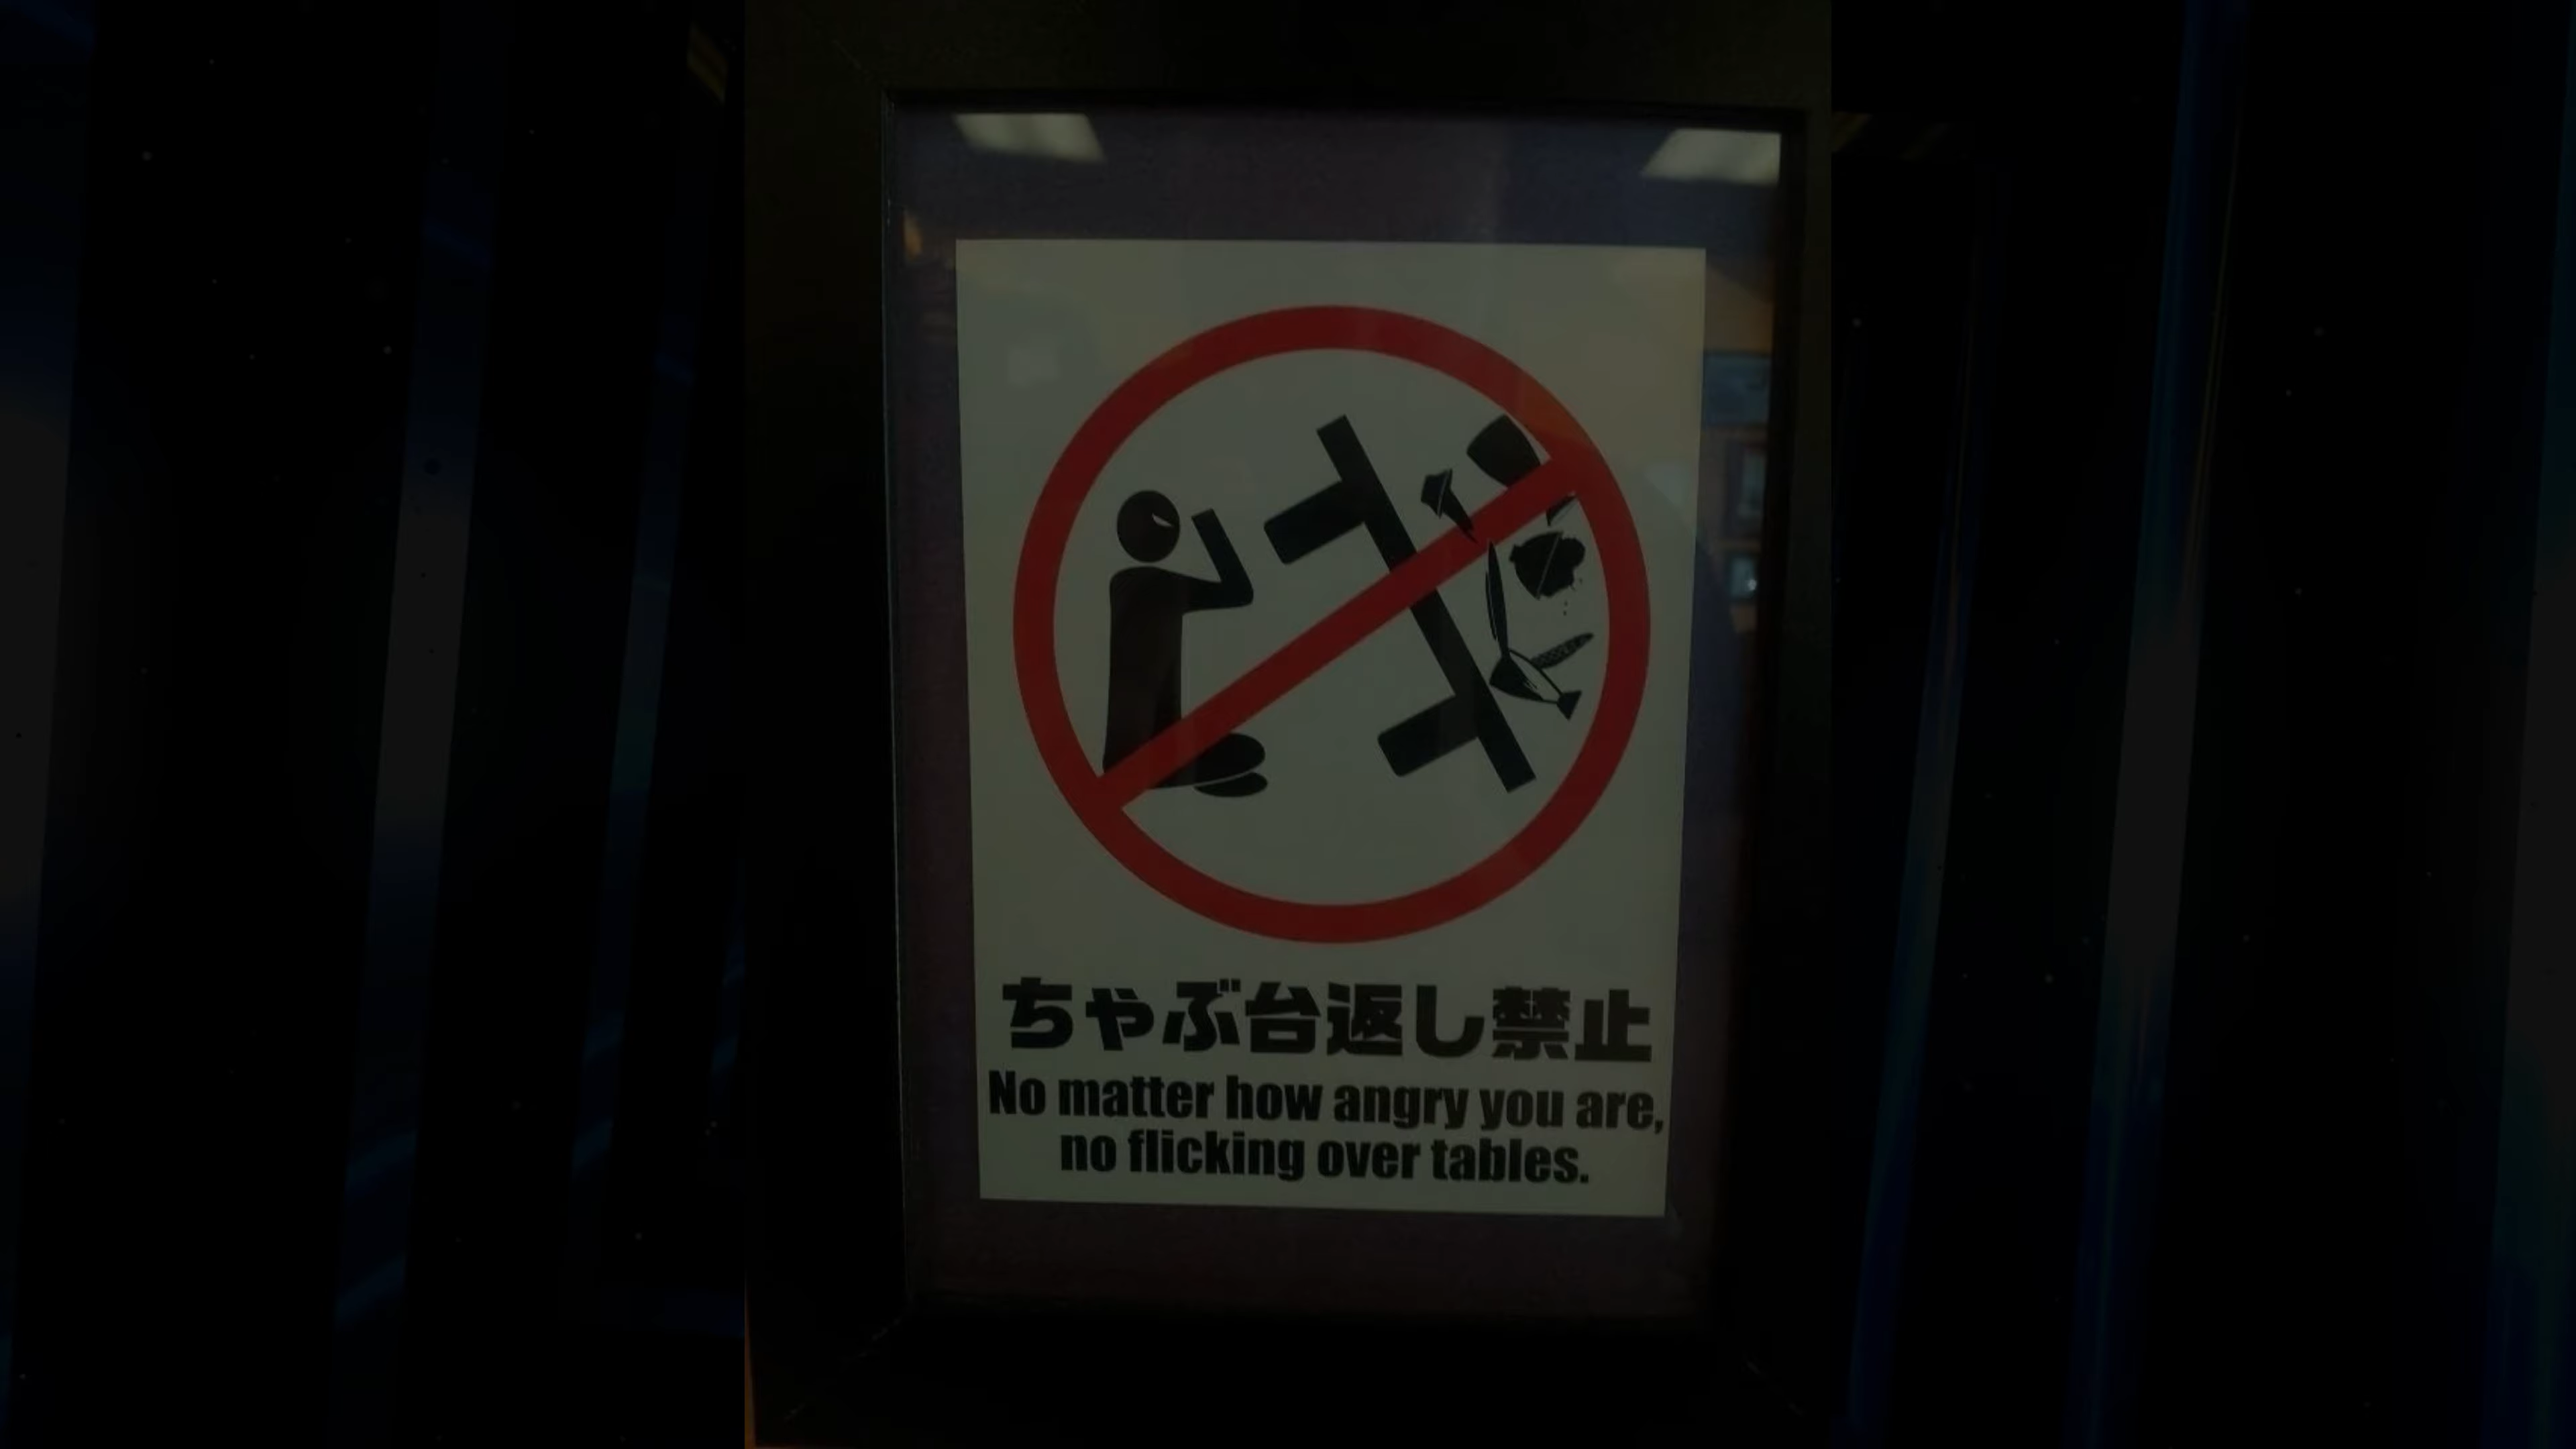 ちゃぶ台返し禁止
No matter how angry you are,
no flicking over tables.